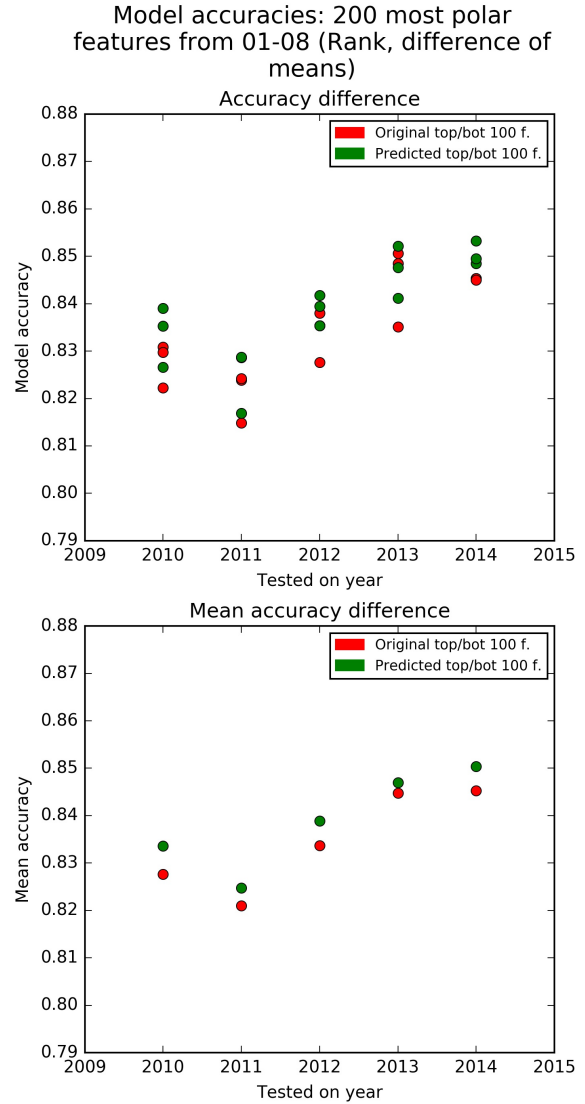 Model accuracies: 200 most polar
features from 01-08 (Rank, difference of
means)
Accuracy difference
Original top/bot 100 f.
Predicted top/bot 100 f.
Model accuracy
0.88
0.87
0.86
0.85
0.84
0.83
0.82
0.81
0.80
0.79
2009 2010 2011 2012 2013 2014 2015
Tested on year
Mean accuracy difference
Original top/bot 100 f.
Predicted top/bot 100 f.
Mean accuracy
0.88
0.87
0.86
0.85
0.84
0.83
0.82
0.81
0.80
0.79
2009 2010 2011 2012 2013 2014 2015
Tested on year